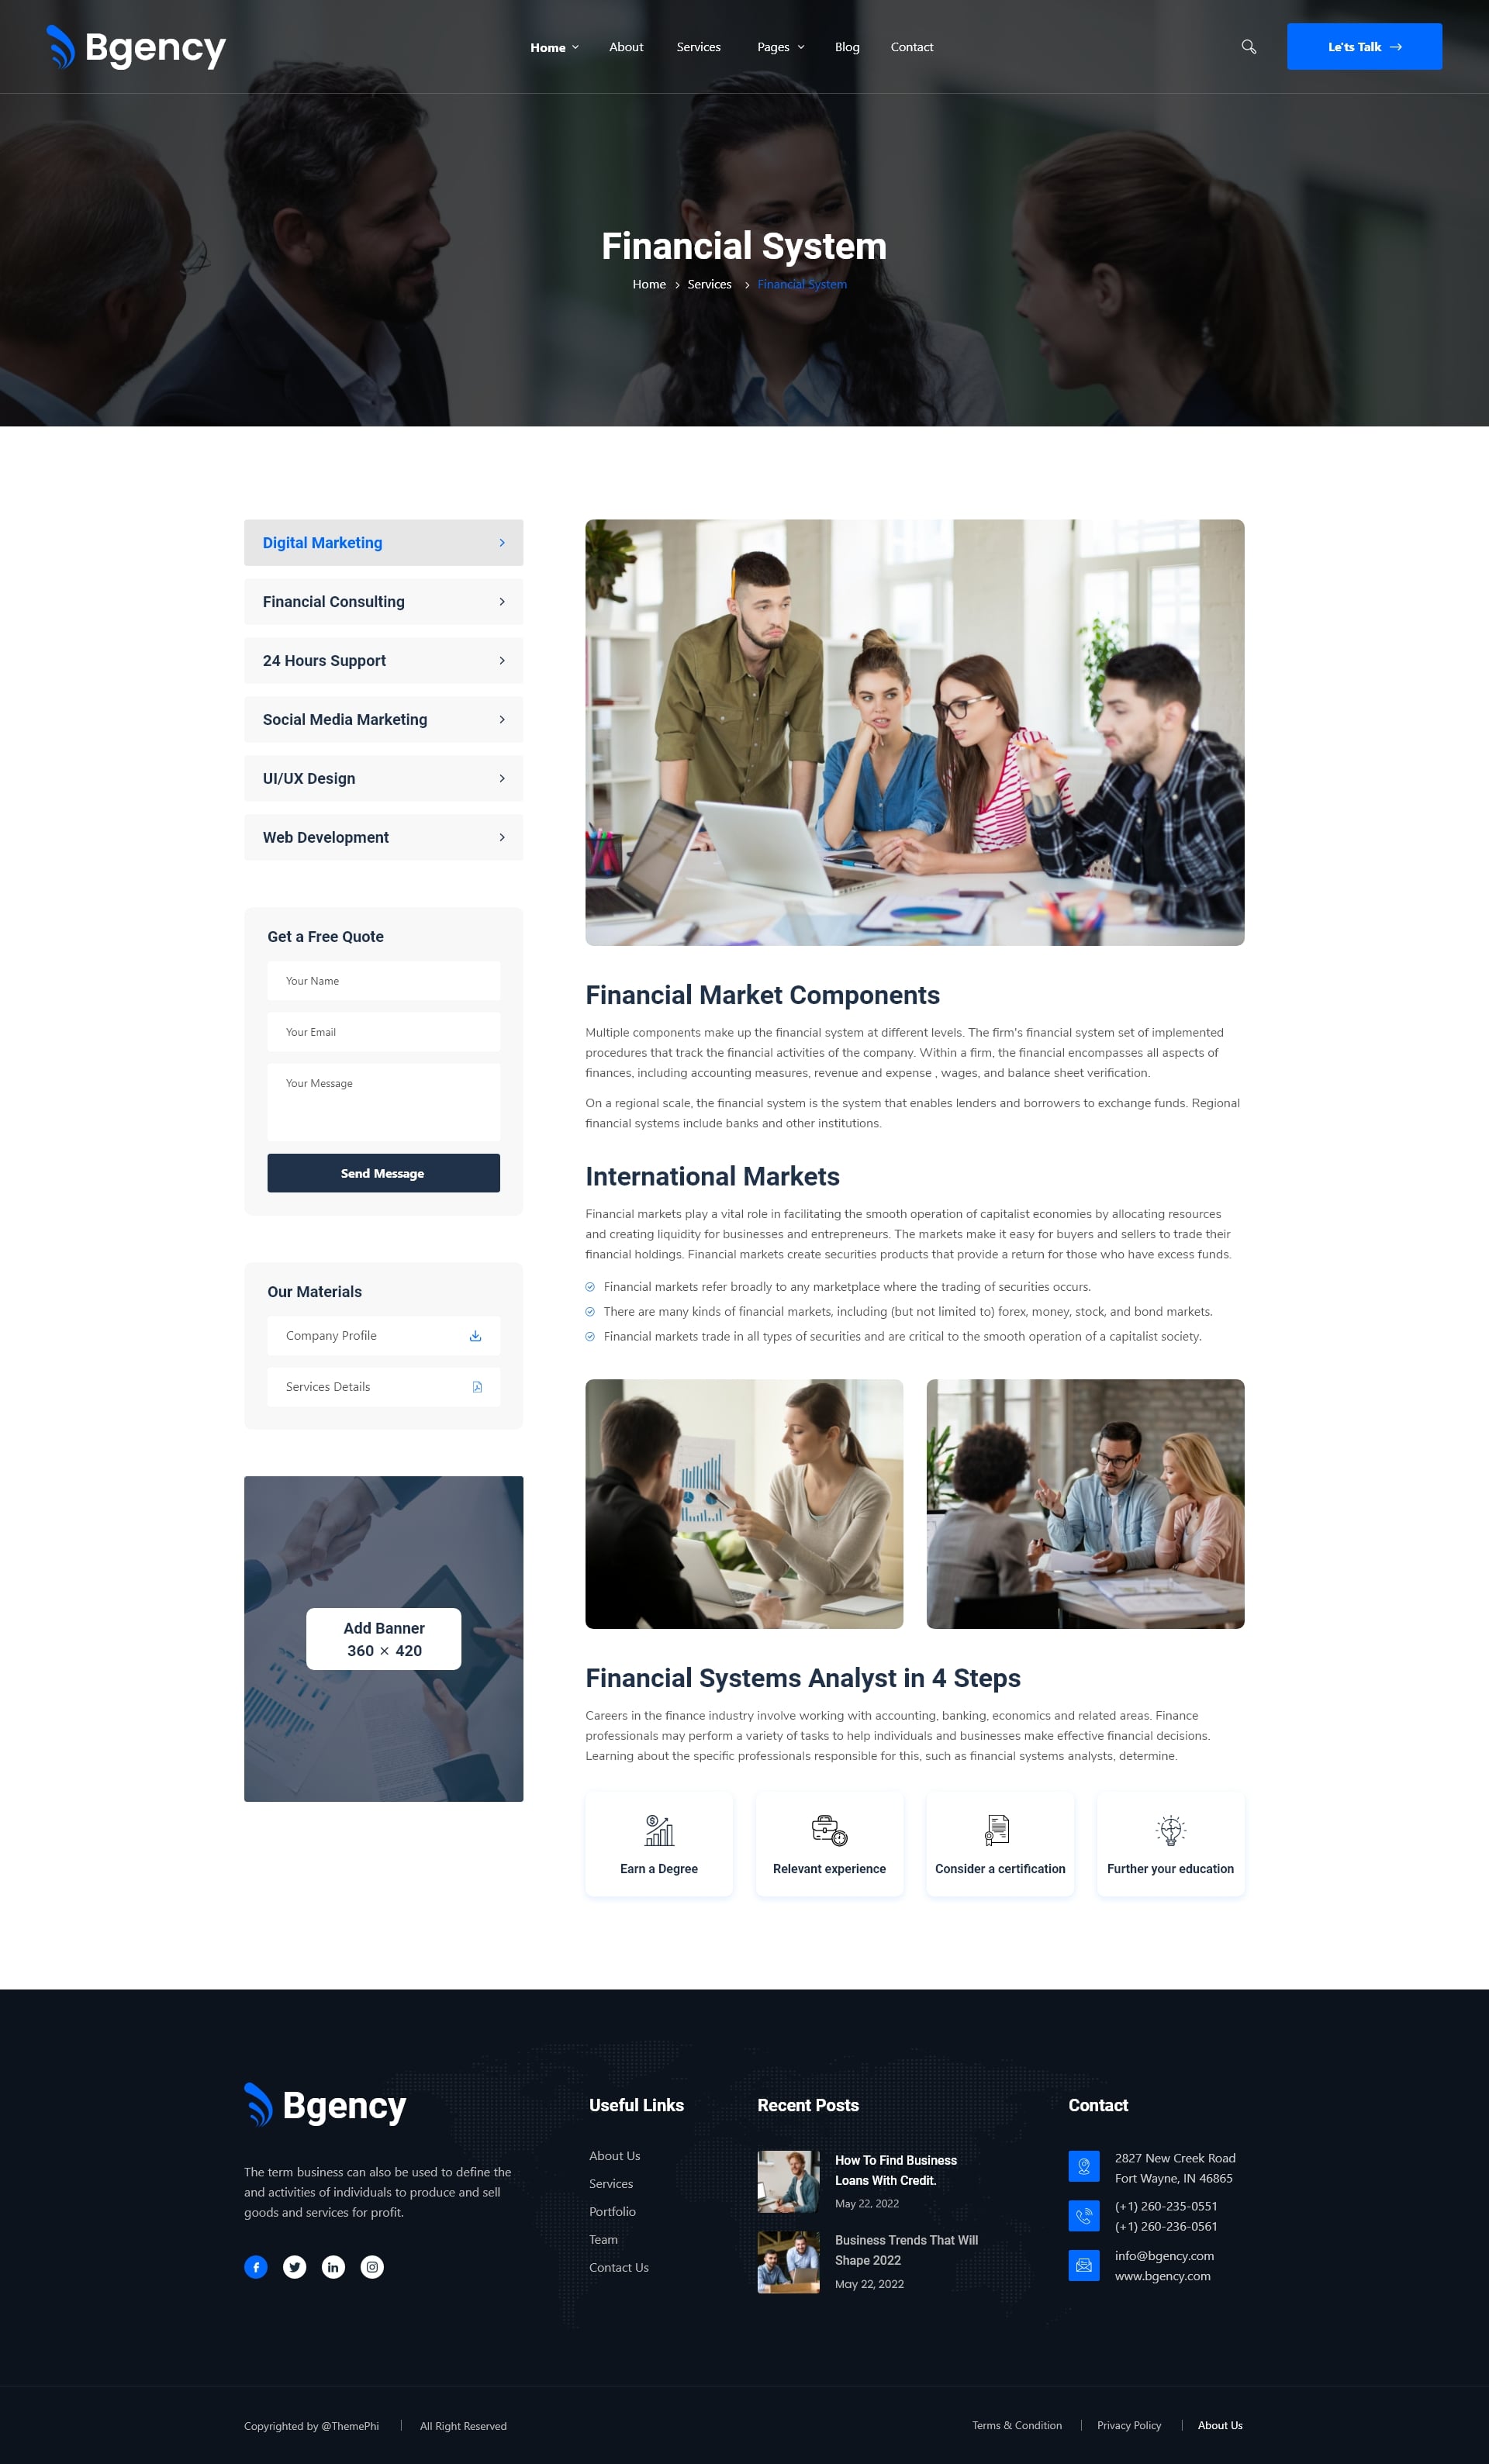 Bgency
Home
About
Services
Pages
Blog
Contact
Le'ts Talk
Financial System
Home
Services
Financial System
Digital Marketing
Financial Consulting
24 Hours Support
Social Media Marketing
UI/UX Design
Web Development
Get a Free Quote
Your Name
Your Email
Your Message
Send Message
Our Materials
Company Profile
Services Details
Add Banner
360 × 420
Financial Market Components
Multiple components make up the financial system at different levels. The firm's financial system set of implemented
procedures that track the financial activities of the company. Within a firm, the financial encompasses all aspects of
finances, including accounting measures, revenue and expense , wages, and balance sheet verification.
On a regional scale, the financial system is the system that enables lenders and borrowers to exchange funds. Regional
financial systems include banks and other institutions.
International Markets
Financial markets play a vital role in facilitating the smooth operation of capitalist economies by allocating resources
and creating liquidity for businesses and entrepreneurs. The markets make it easy for buyers and sellers to trade their
financial holdings. Financial markets create securities products that provide a return for those who have excess funds.
Financial markets refer broadly to any marketplace where the trading of securities occurs.
There are many kinds of financial markets, including (but not limited to) forex, money, stock, and bond markets.
Financial markets trade in all types of securities and are critical to the smooth operation of a capitalist society.
Financial Systems Analyst in 4 Steps
Careers in the finance industry involve working with accounting, banking, economics and related areas. Finance
professionals may perform a variety of tasks to help individuals and businesses make effective financial decisions.
Learning about the specific professionals responsible for this, such as financial systems analysts, determine.
Earn a Degree
Relevant experience
Consider a certification
Further your education
Bgency
The term business can also be used to define the
and activities of individuals to produce and sell
goods and services for profit.
Useful Links
About Us
Services
Portfolio
Team
Contact Us
Recent Posts
How To Find Business
Loans With Credit.
May 22, 2022
Business Trends That Will
Shape 2022
May 22, 2022
Contact
2827 New Creek Road
Fort Wayne, IN 46865
(+1) 260-235-0551
(+1) 260-236-0561
info@bgency.com
www.bgency.com
Copyrighted by @ThemePhi
All Right Reserved
Terms & Condition
Privacy Policy
About Us